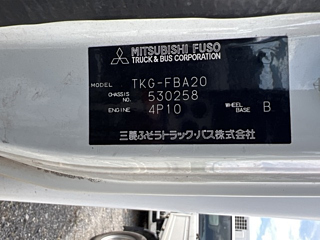 MITSUBISHI FUSO
TRUCK & BUS CORPORATION
MODEL TKG-FBA20
CHASSIS NO. 530258
ENGINE 4P10 WHEEL BASE B
三菱ふそうトラック・バス株式会社